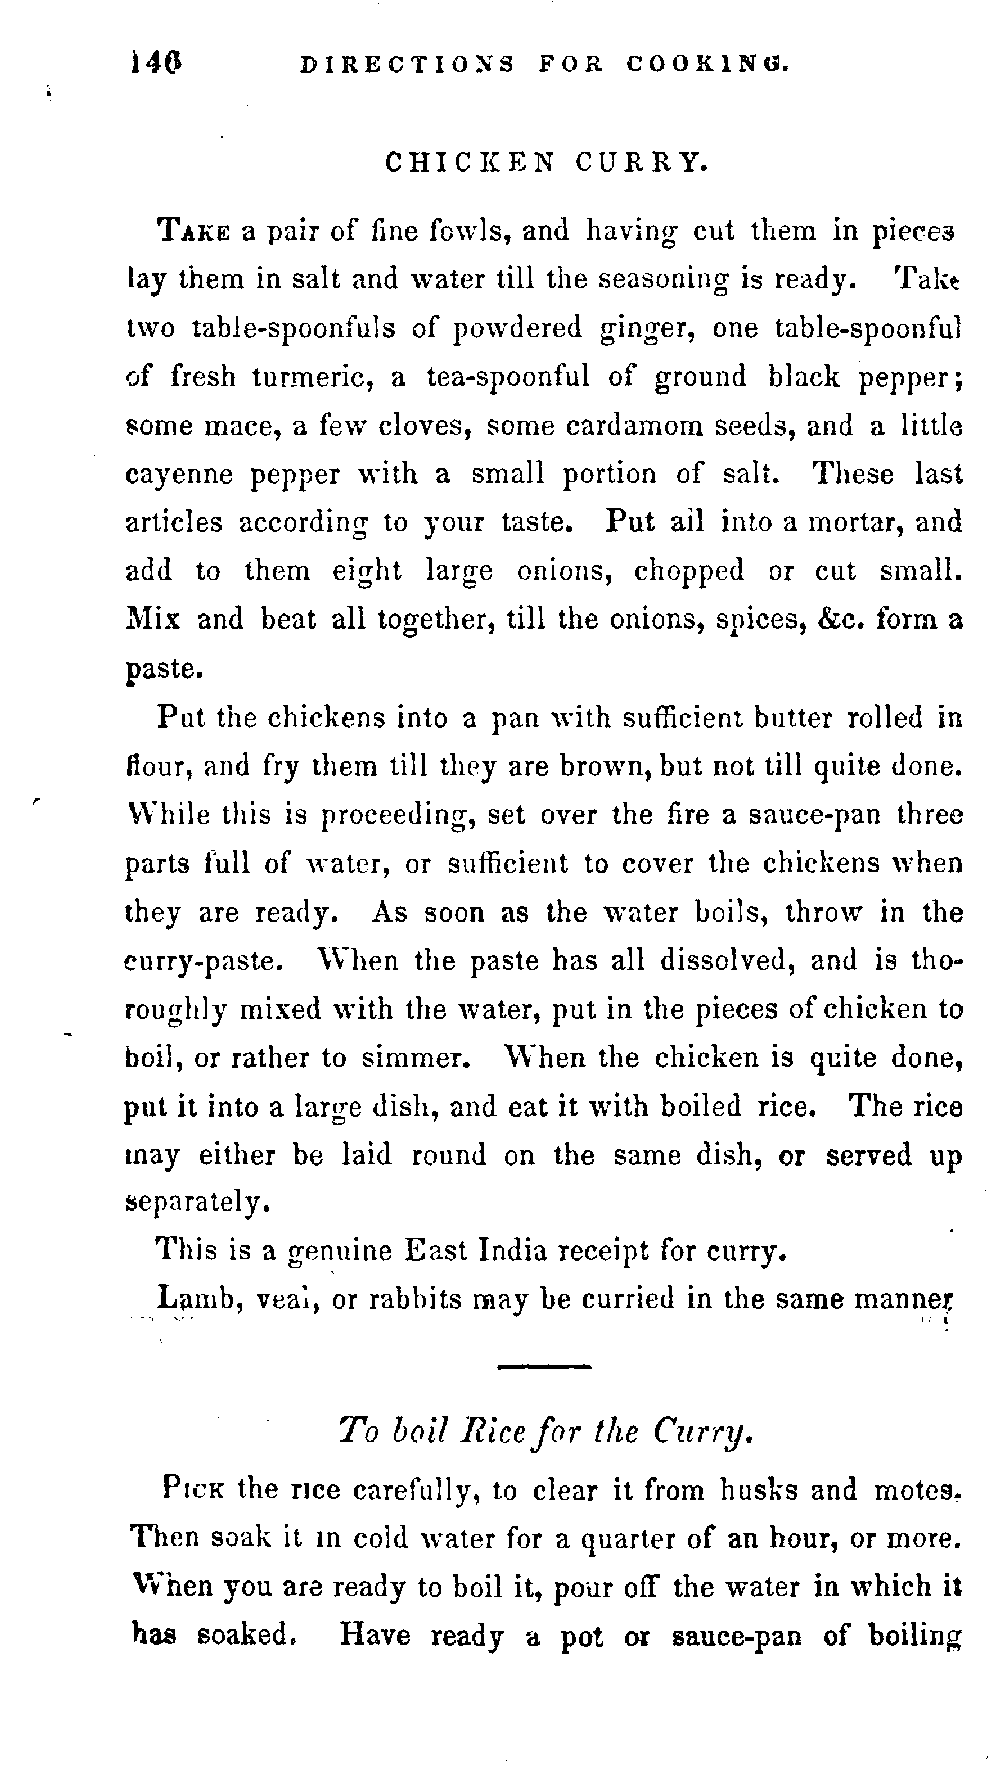 146 DIRECTIONS FOR COOKING.
CHICKEN CURRY.
TAKE a pair of fine fowls, and having cut them in pieces
lay them in salt and water till the seasoning is ready. Take
two table-spoonfuls of powdered ginger, one table-spoonful
of fresh turmeric, a tea-spoonful of ground black pepper;
some mace, a few cloves, some cardamom seeds, and a little
cayenne pepper with a small portion of salt. These last
articles according to your taste. Put all into a mortar, and
add to them eight large onions, chopped or cut small.
Mix and beat all together, till the onions, spices, &c. form a
paste.
Put the chickens into a pan with sufficient butter rolled in
flour, and fry them till they are brown, but not till quite done.
While this is proceeding, set over the fire a sauce-pan three
parts full of water, or sufficient to cover the chickens when
they are ready. As soon as the water boils, throw in the
curry-paste. When the paste has all dissolved, and is tho-
roughly mixed with the water, put in the pieces of chicken to
boil, or rather to simmer. When the chicken is quite done,
put it into a large dish, and eat it with boiled rice. The rice
may either be laid round on the same dish, or served up
separately.
This is a genuine East India receipt for curry.
Lamb, veal, or rabbits may be curried in the same manner
To boil Rice for the Curry.
PICK the rice carefully, to clear it from husks and motes.
Then soak it in cold water for a quarter of an hour, or more.
When you are ready to boil it, pour off the water in which it
has soaked. Have ready a pot or sauce-pan of boiling